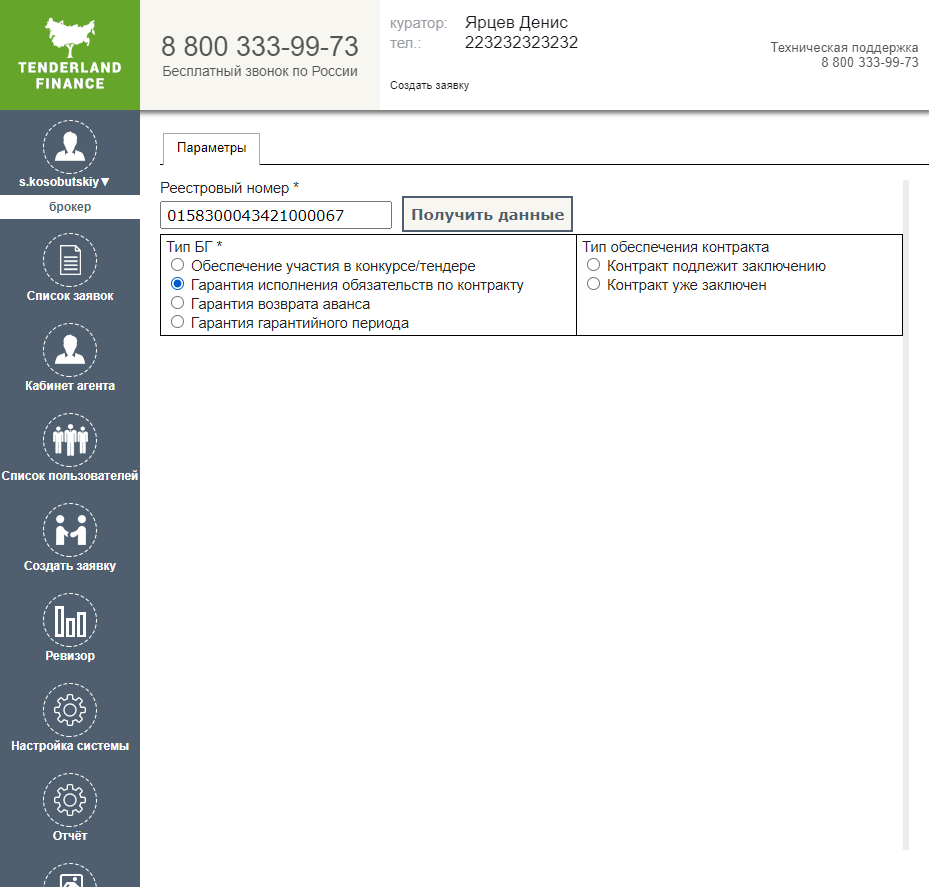 TENDERLAND
FINANCE
8 800 333-99-73
Бесплатный звонок по России
куратор: Ярцев Денис
тел.: 223232323232
Создать заявку
Техническая поддержка
8 800 333-99-73
s.kosobutskiy▼
брокер
Список заявок
Кабинет агента
Список пользователей
Создать заявку
Ревизор
Настройка системы
Отчёт
Параметры
Реестровый номер *
0158300043421000067 Получить данные
Тип БГ *
Обеспечение участия в конкурсе/тендере
Гарантия исполнения обязательств по контракту
Гарантия возврата аванса
Гарантия гарантийного периода
Тип обеспечения контракта
Контракт подлежит заключению
Контракт уже заключен